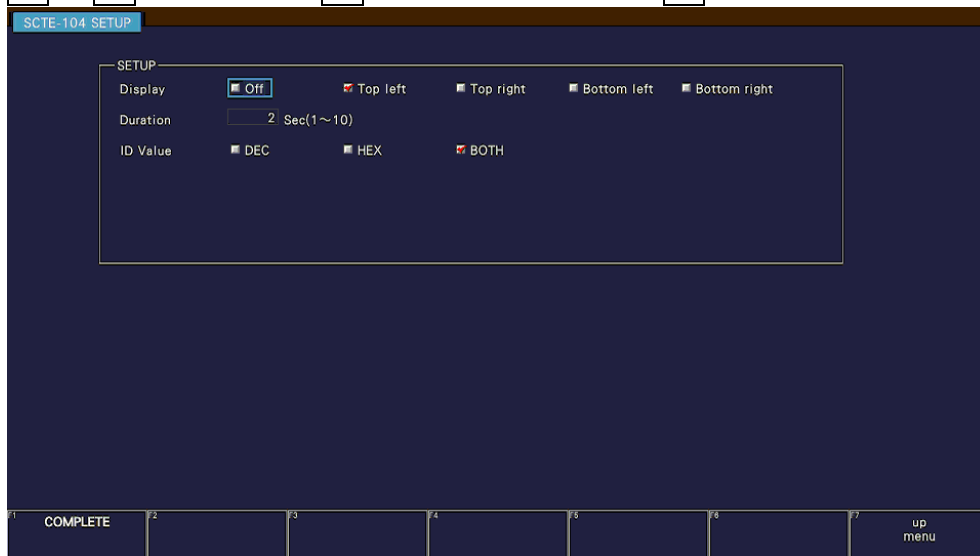 SCTE-104 SETUP
SETUP
Display Off Top left Top right Bottom left Bottom right
Duration 2 Sec(1～10)
ID Value DEC HEX BOTH
F1 COMPLETE F2 F3 F4 F5 F6 F7 up
menu